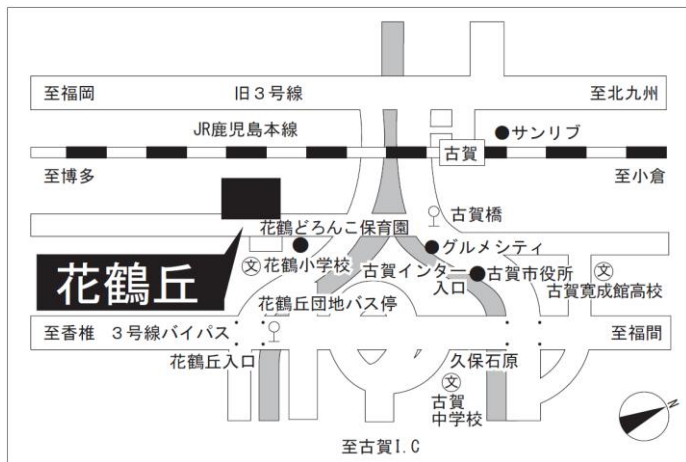 至福岡
旧3号線
至北九州
JR鹿児島本線
サンリブ
古賀
至博多
至小倉
古賀橋
花鶴どろんこ保育園
グルメシティ
花鶴丘
文
花鶴小学校
古賀インター
入口
古賀市役所
文
古賀寛成館高校
花鶴丘団地バス停
至香椎
3号線バイパス
至福間
花鶴丘入口
久保石原
文
古賀
中学校
至古賀I.C
N